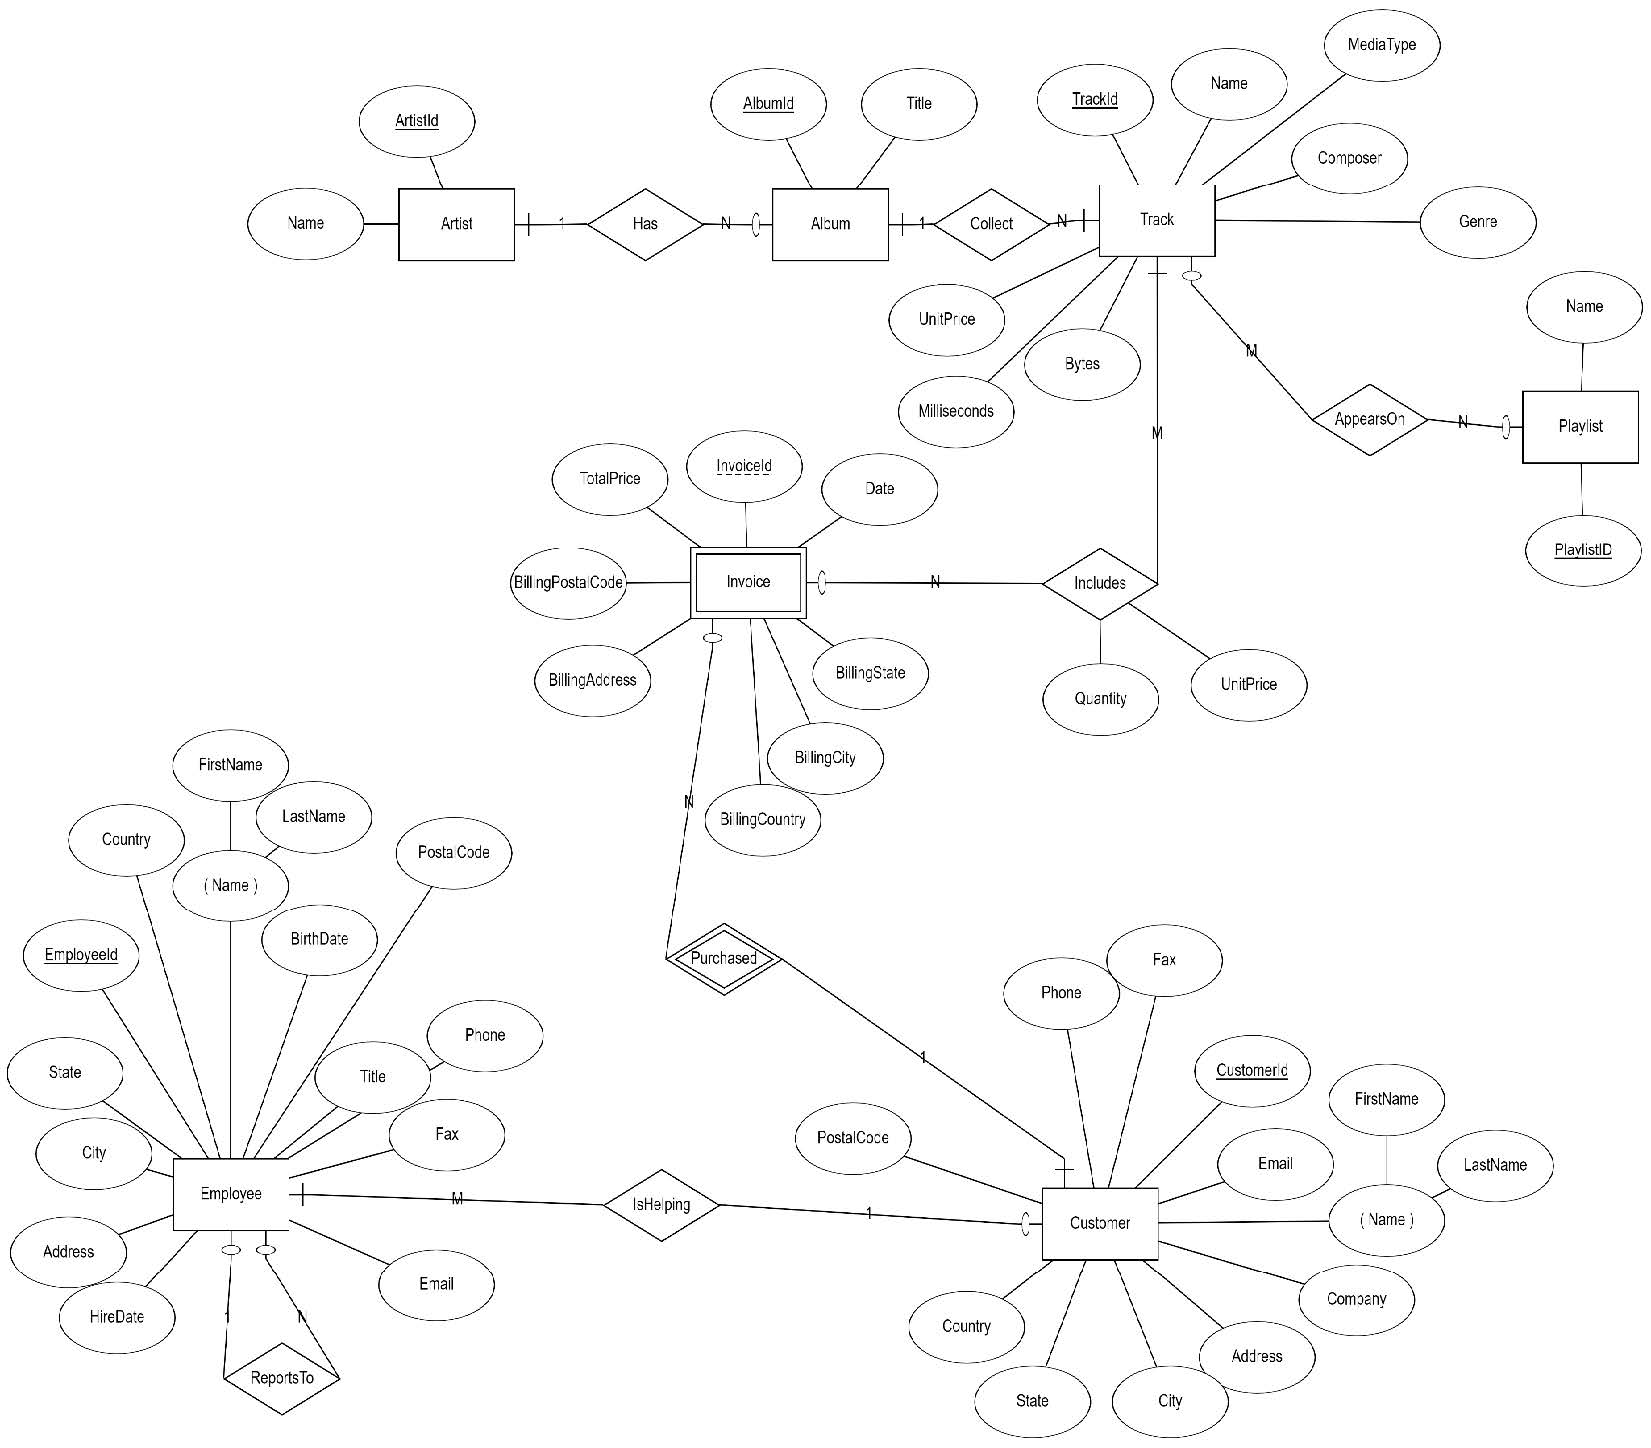 MediaType
Name
TrackId
AlbumId
Title
ArtistId
Composer
Name
Artist
1
Has
N
Album
1
Collect
N
Track
Genre
UnitPrice
Name
M
Bytes
Milliseconds
AppearsOn
N
Playlist
M
InvoiceId
TotalPrice
Date
PlaylistID
BillingPostalCode
Invoice
N
Includes
BillingAddress
BillingState
Quantity
UnitPrice
BillingCity
BillingCountry
N
FirstName
LastName
Country
PostalCode
( Name )
BirthDate
EmployeeId
Purchased
Fax
Phone
Phone
1
State
Title
CustomerId
FirstName
Fax
PostalCode
City
Email
LastName
Employee
M
IsHelping
1
Customer
( Name )
Address
Email
Company
HireDate
1
N
Country
Address
ReportsTo
State
City